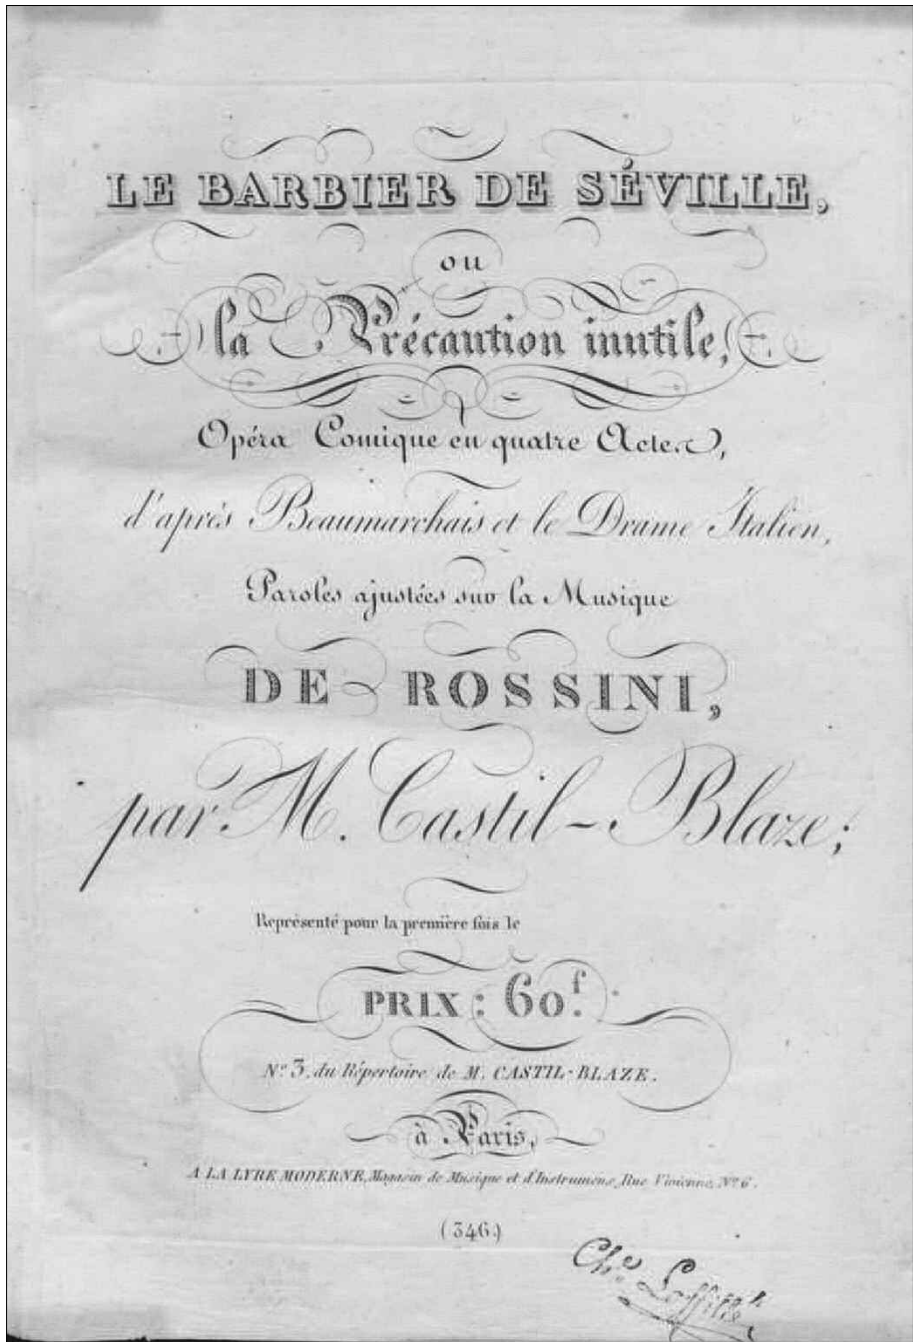 LE BARBIER DE SÉVILLE,
ou
la Précaution inutile,
Opéra Comique en quatre Actes,
d'après Beaumarchais et le Drame Italien,
Paroles ajustées sur la Musique
DE ROSSINI,
par M. Castil-Blaze;
Représenté pour la première fois le
PRIX: 60f.
No 3. du Répertoire de M. CASTIL-BLAZE.
à Paris,
A LA LYRE MODERNE, Magasin de Musique et d'Instrumens, Rue Vivienne, No 6.
(346.)